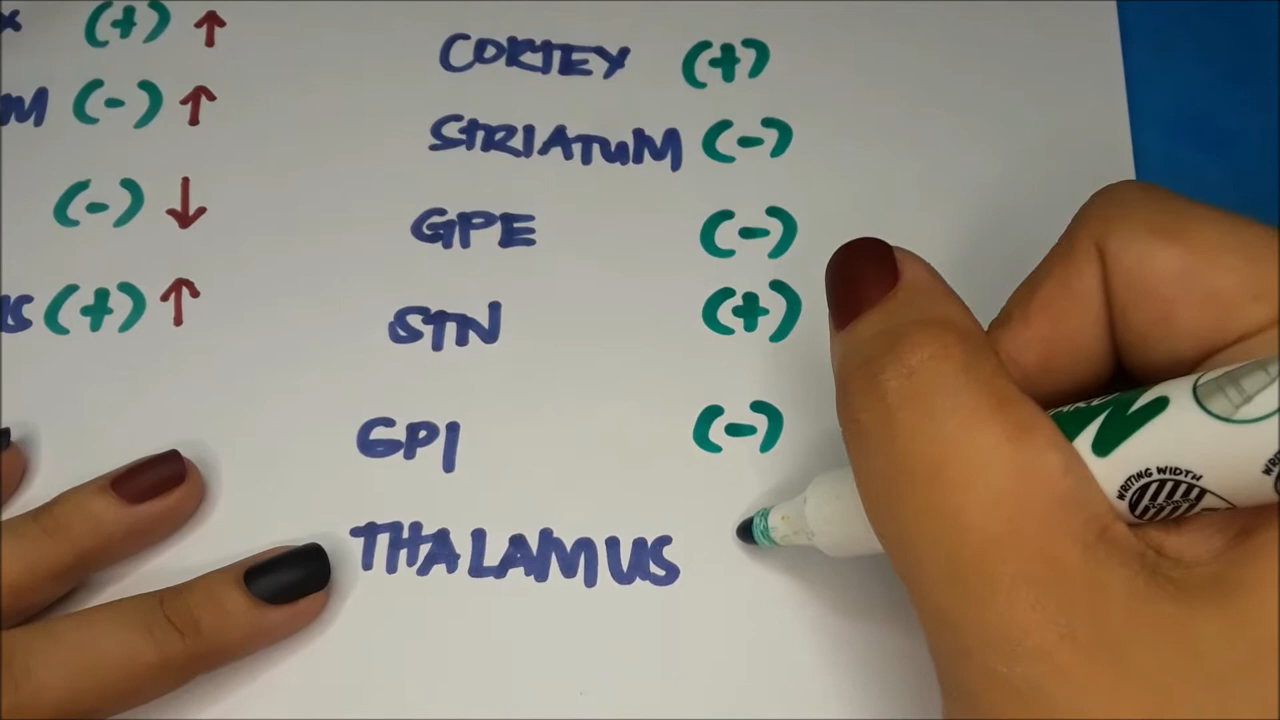 (+) ↑
CORTEX (+)
(-) ↑
STRIATUM (-)
(-) ↓
GPE (-)
(+) ↑
STN (+)
GPI (-)
THALAMUS
WRITING WIDTH